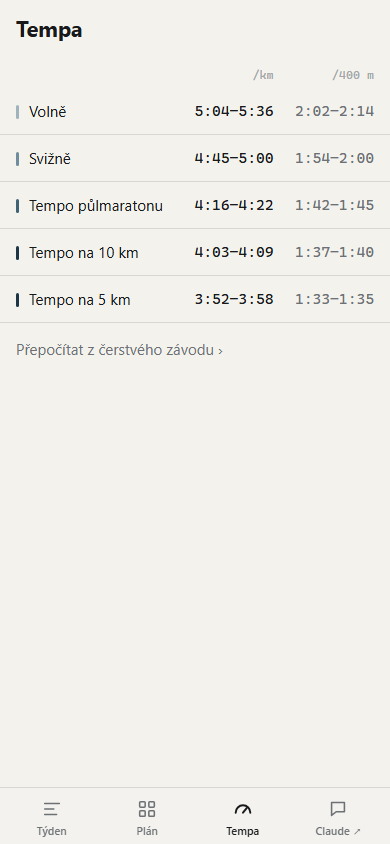 Tempa
/km /400 m
Volně 5:04–5:36 2:02–2:14
Svižně 4:45–5:00 1:54–2:00
Tempo půlmaratonu 4:16–4:22 1:42–1:45
Tempo na 10 km 4:03–4:09 1:37–1:40
Tempo na 5 km 3:52–3:58 1:33–1:35
Přepočítat z čerstvého závodu ›
Týden Plán Tempa Claude ↗